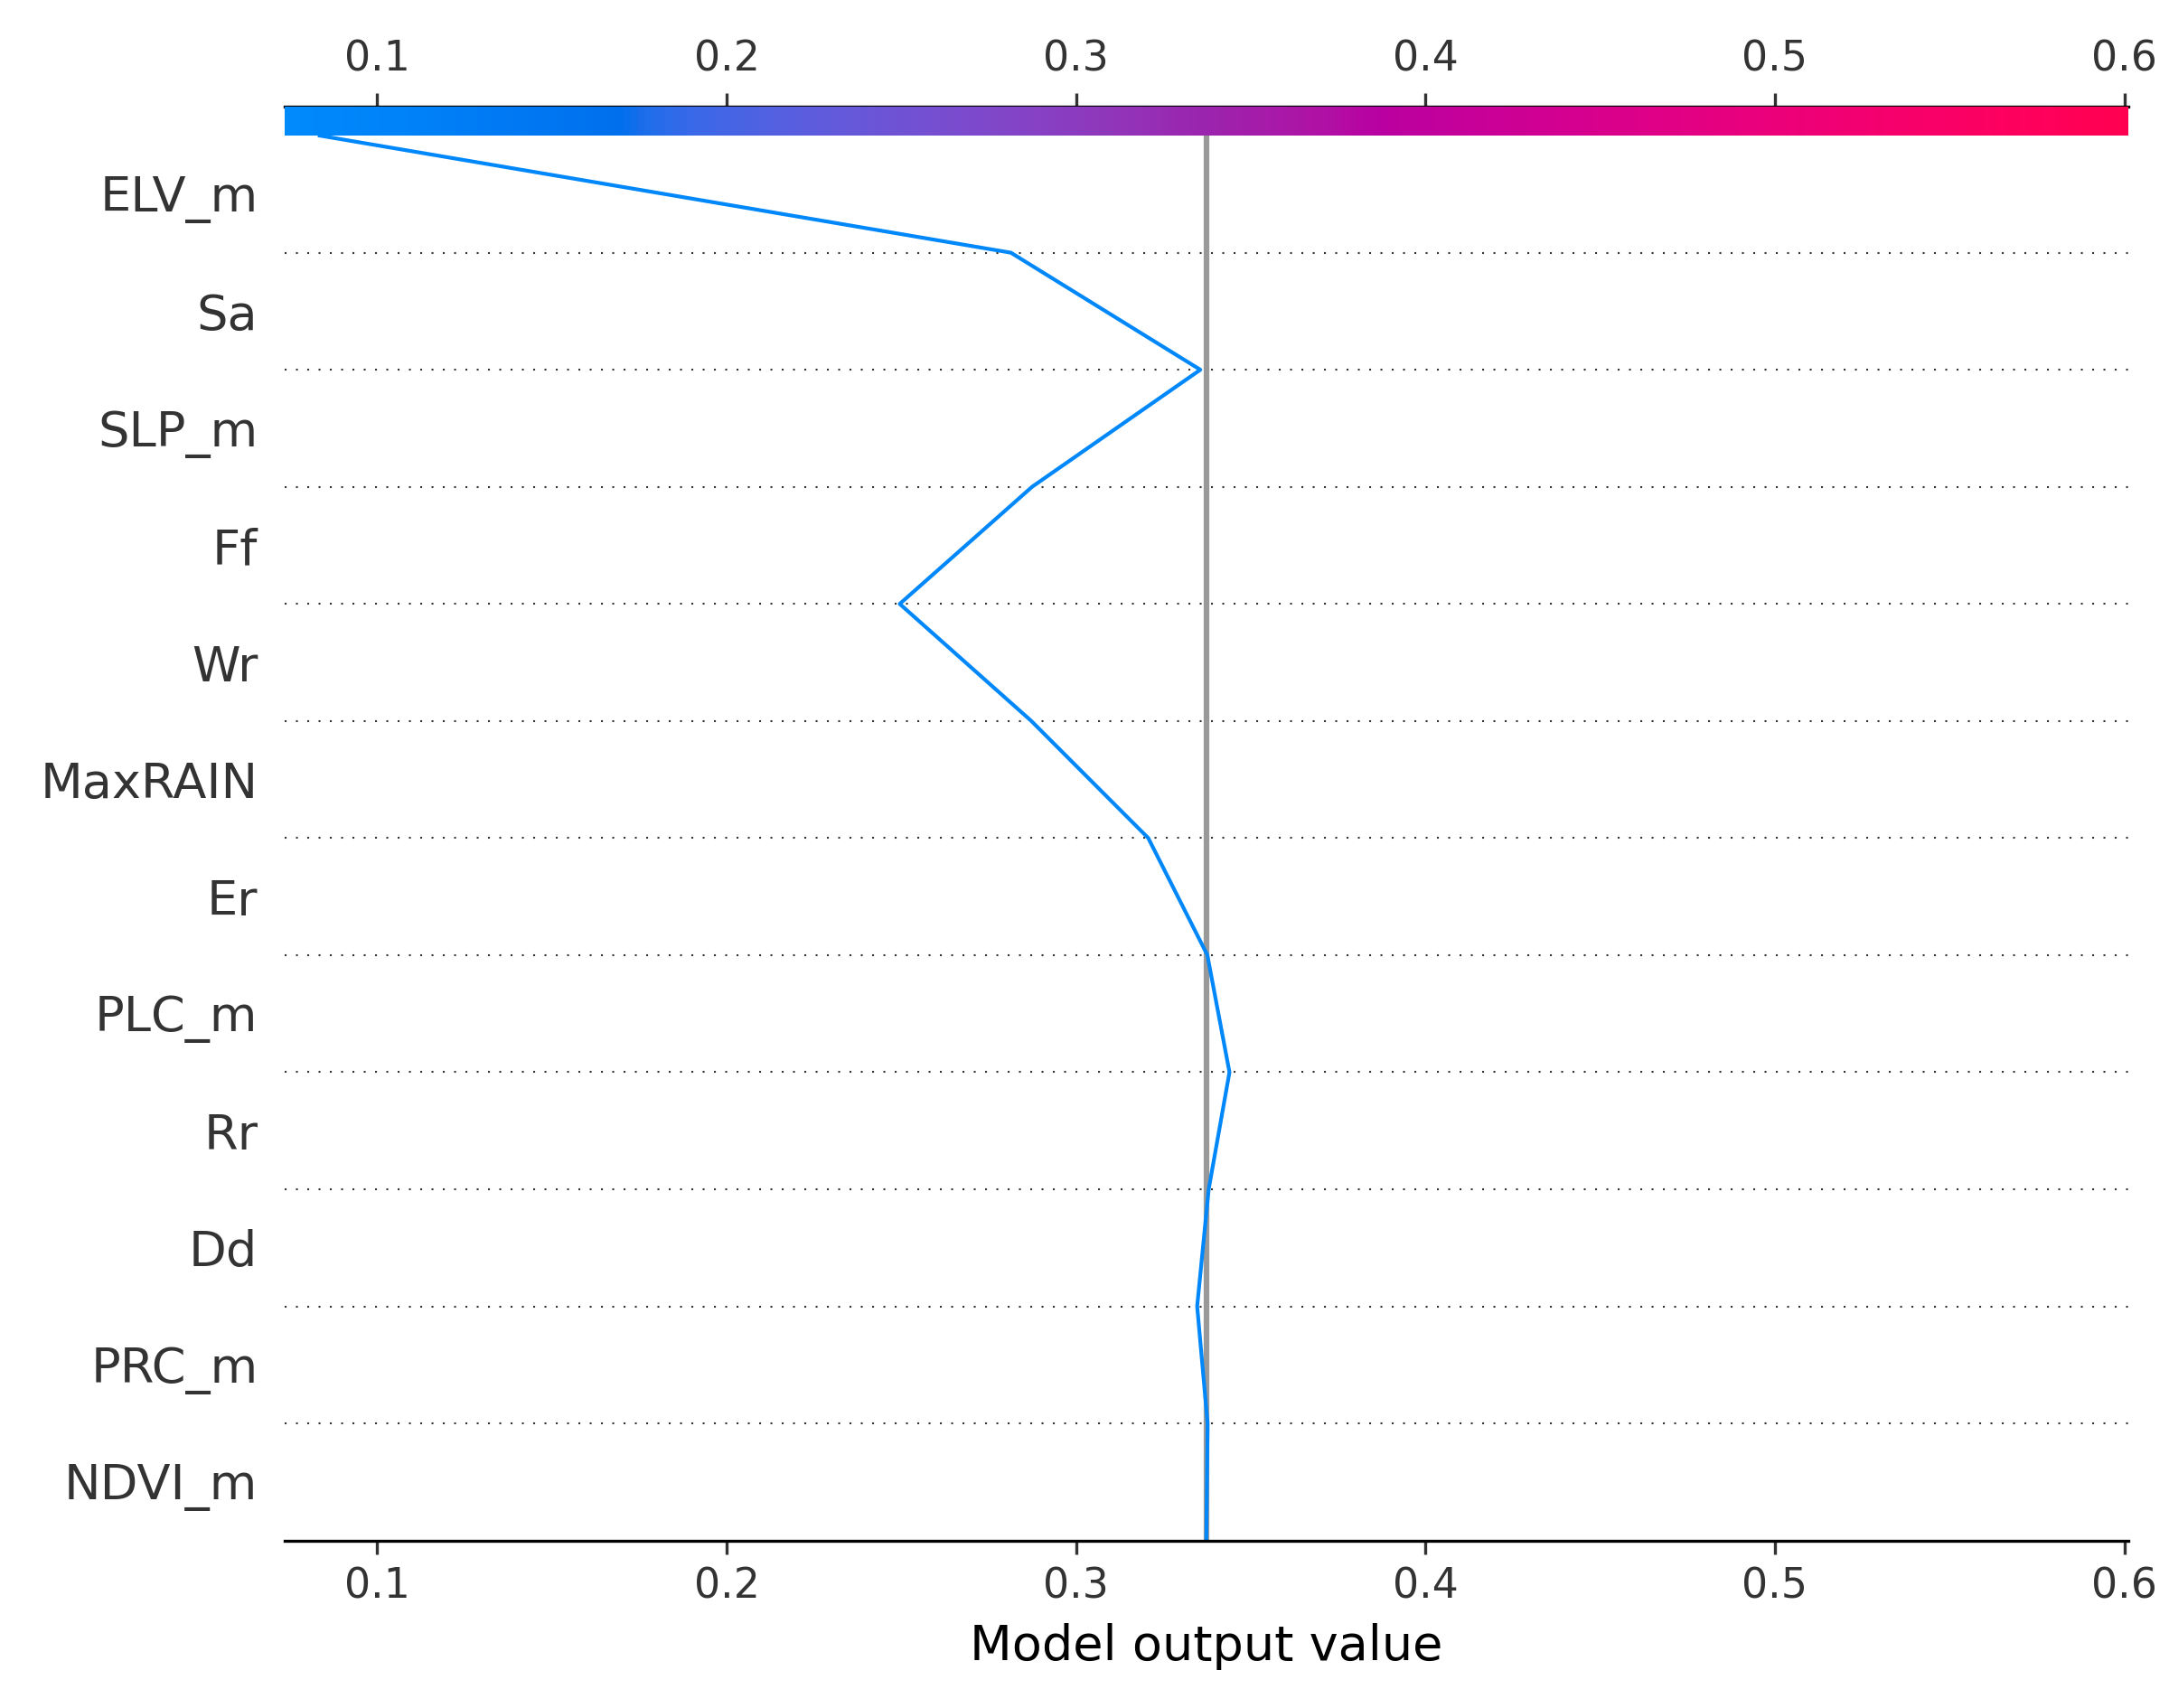 0.1 0.2 0.3 0.4 0.5 0.6
ELV_m
Sa
SLP_m
Ff
Wr
MaxRAIN
Er
PLC_m
Rr
Dd
PRC_m
NDVI_m
0.1 0.2 0.3 0.4 0.5 0.6
Model output value